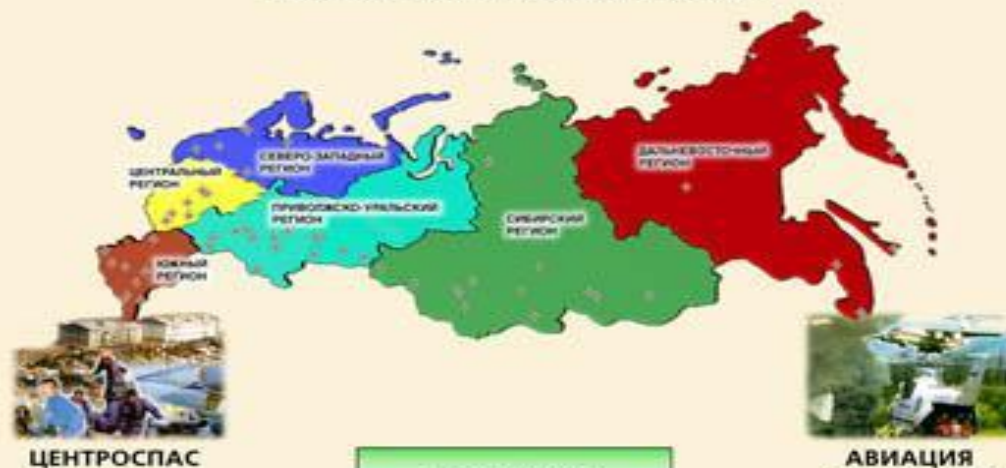 СЕВЕРО-ЗАПАДНЫЙ
РЕГИОН
ДАЛЬНЕВОСТОЧНЫЙ
РЕГИОН
ЦЕНТРАЛЬНЫЙ
РЕГИОН
ПРИВОЛЖСКО-УРАЛЬСКИЙ
РЕГИОН
СИБИРСКИЙ
РЕГИОН
ЮЖНЫЙ
РЕГИОН
ЦЕНТРОСПАС
АВИАЦИЯ